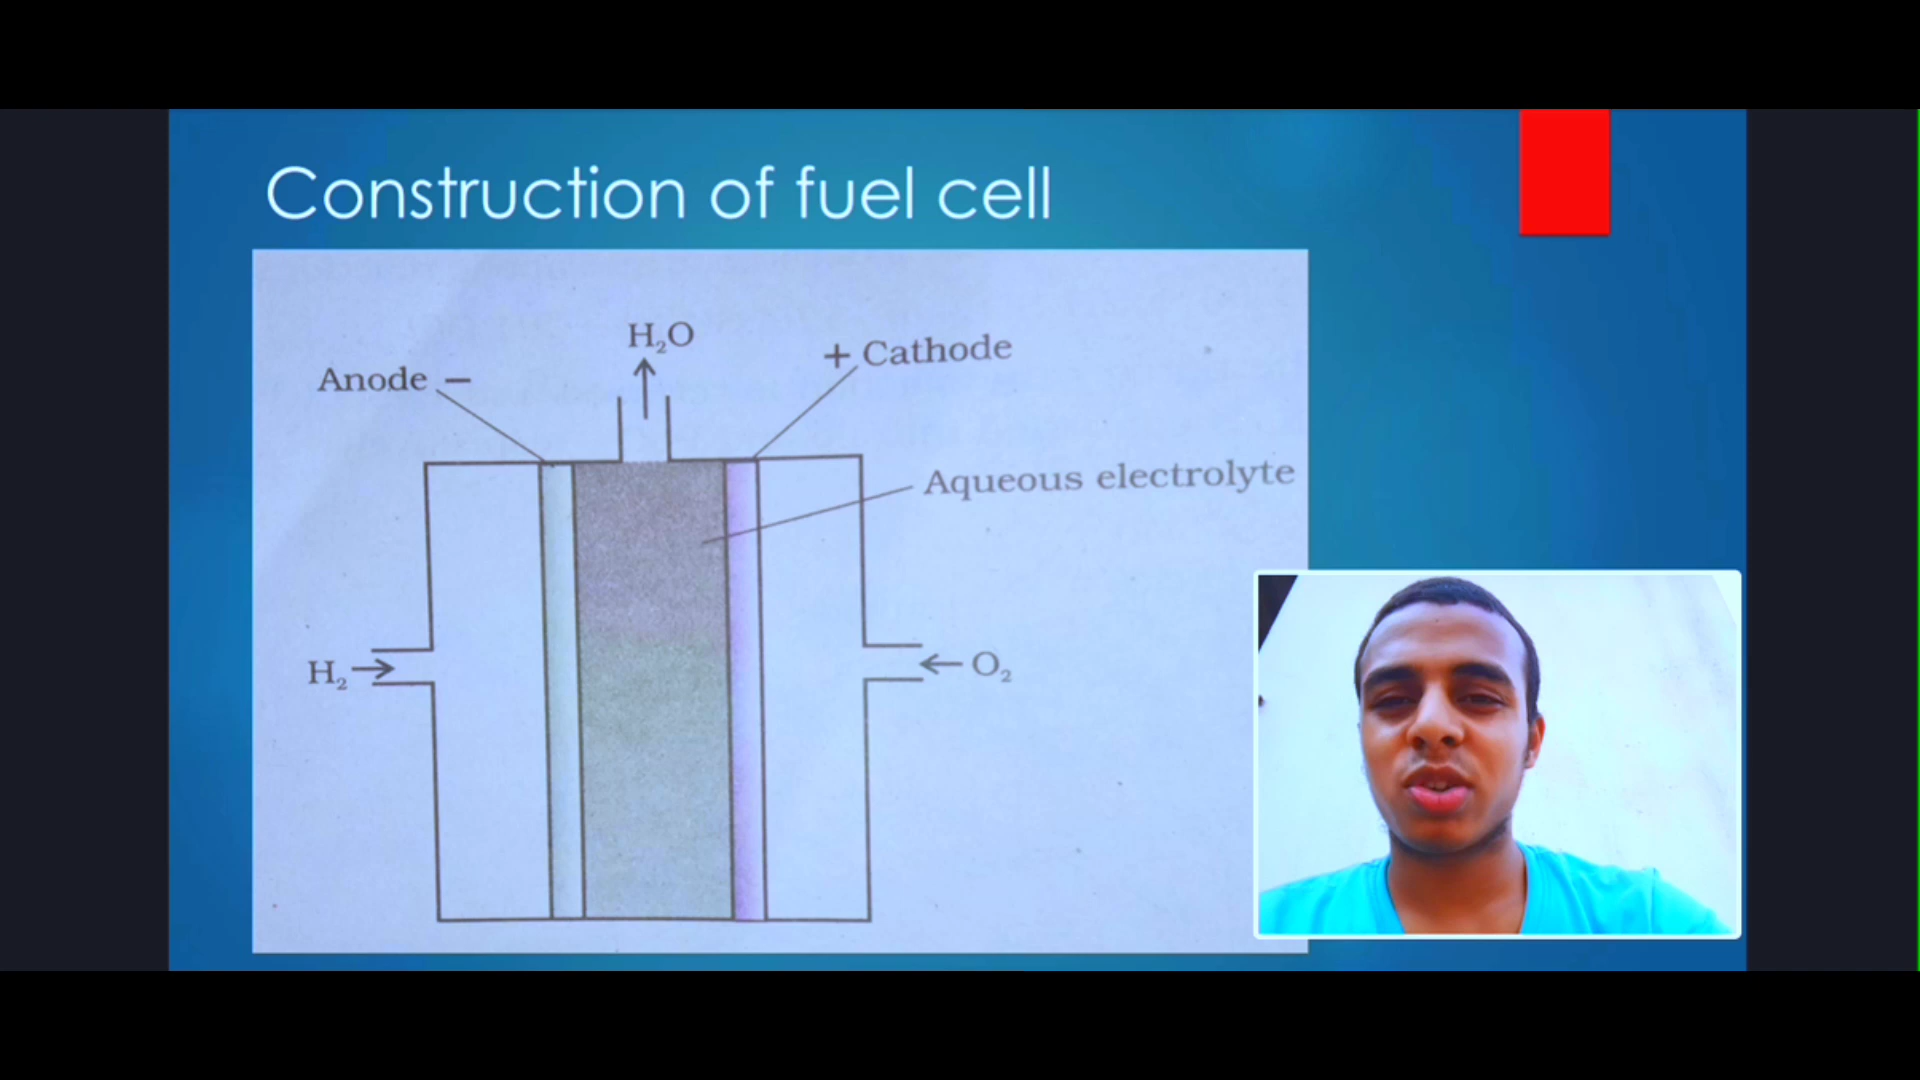 Construction of fuel cell
H₂O
+ Cathode
Anode −
Aqueous electrolyte
H₂ →
← O₂